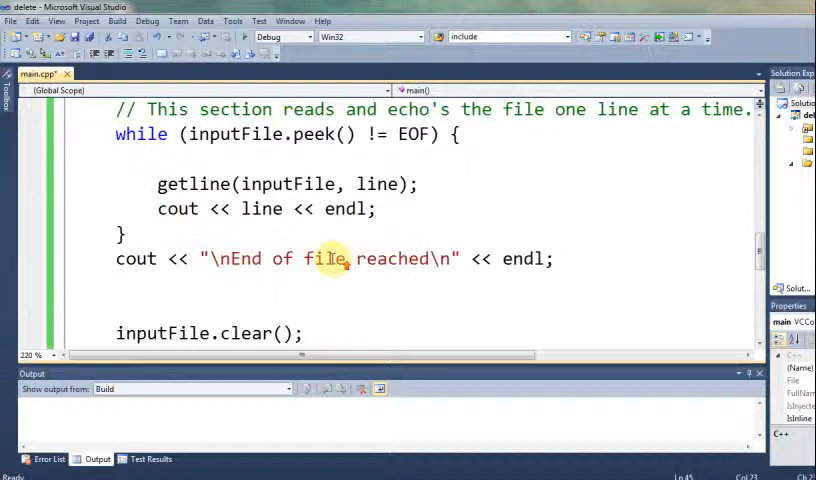 delete - Microsoft Visual Studio
File Edit View Project Build Debug Team Data Tools Test Window Help
Debug Win32 include
main.cpp* Solution Exp
(Global Scope) main()
Toolbox
Solutio
del
// This section reads and echo's the file one line at a time.
while (inputFile.peek() != EOF) {
getline(inputFile, line);
cout << line << endl;
}
cout << "\nEnd of file reached\n" << endl;
inputFile.clear();
Solut...
Properties
main VCCo
C++
(Name)
File
FullNam
IsInjected
IsInline
C++
220 %
Output
Show output from: Build
Error List Output Test Results
Ready Ln 45 Col 23 Ch 2